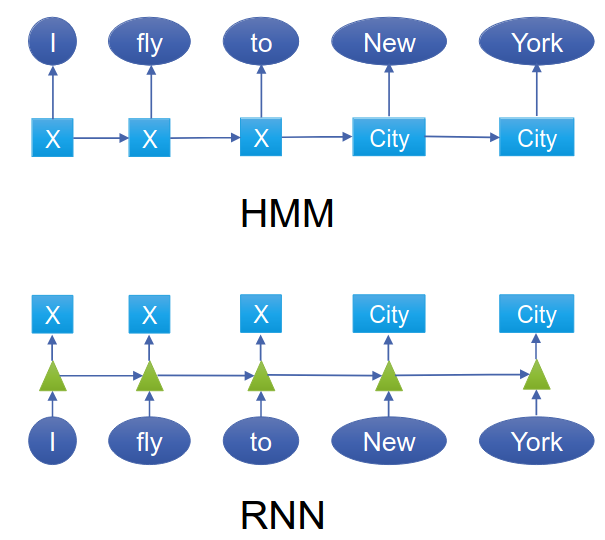 I fly to New York
X X X City City
HMM
X X X City City
I fly to New York
RNN